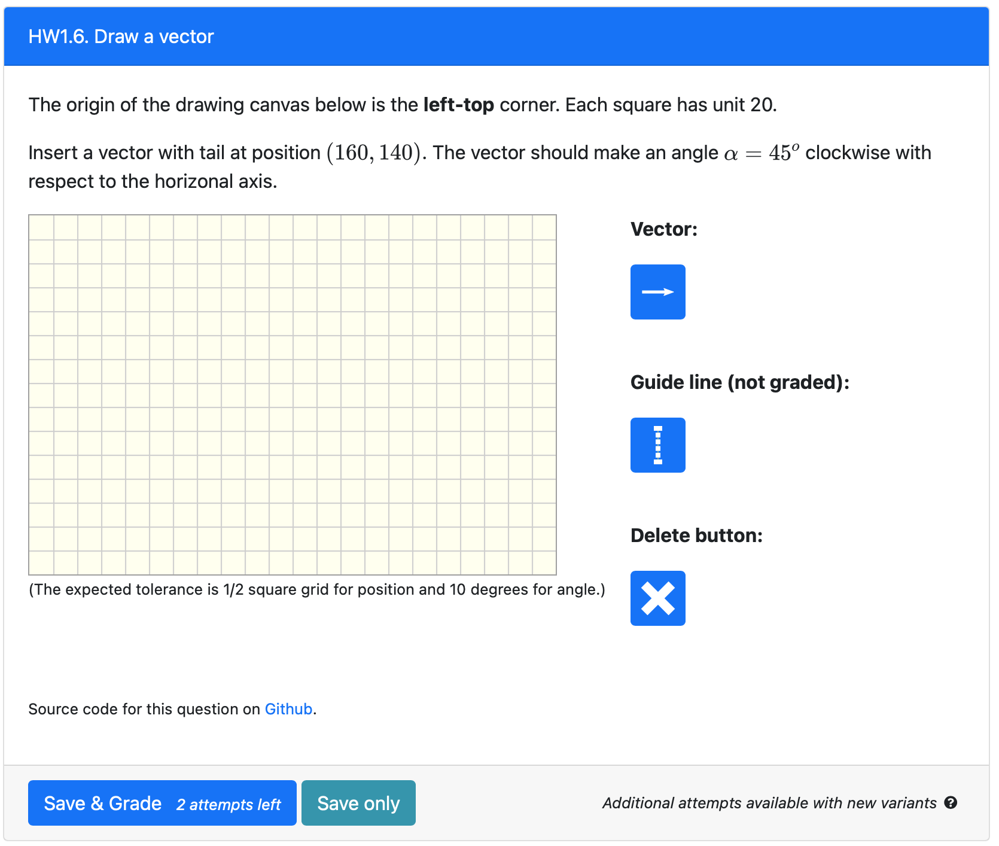 HW1.6. Draw a vector
The origin of the drawing canvas below is the left-top corner. Each square has unit 20.
Insert a vector with tail at position (160, 140). The vector should make an angle α = 45° clockwise with
respect to the horizonal axis.
Vector:
Guide line (not graded):
Delete button:
(The expected tolerance is 1/2 square grid for position and 10 degrees for angle.)
Source code for this question on Github.
Save & Grade 2 attempts left
Save only
Additional attempts available with new variants ?